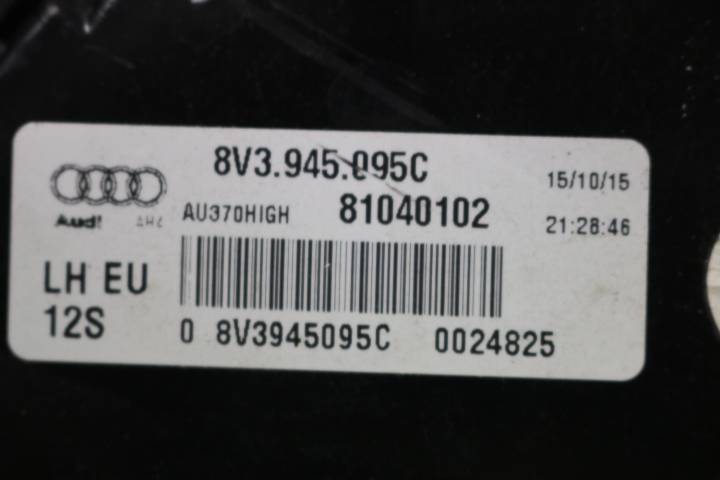 8V3.945.095C 15/10/15
Audi AU370HIGH 81040102 21:28:46
LH EU
12S 0 8V3945095C 0024825